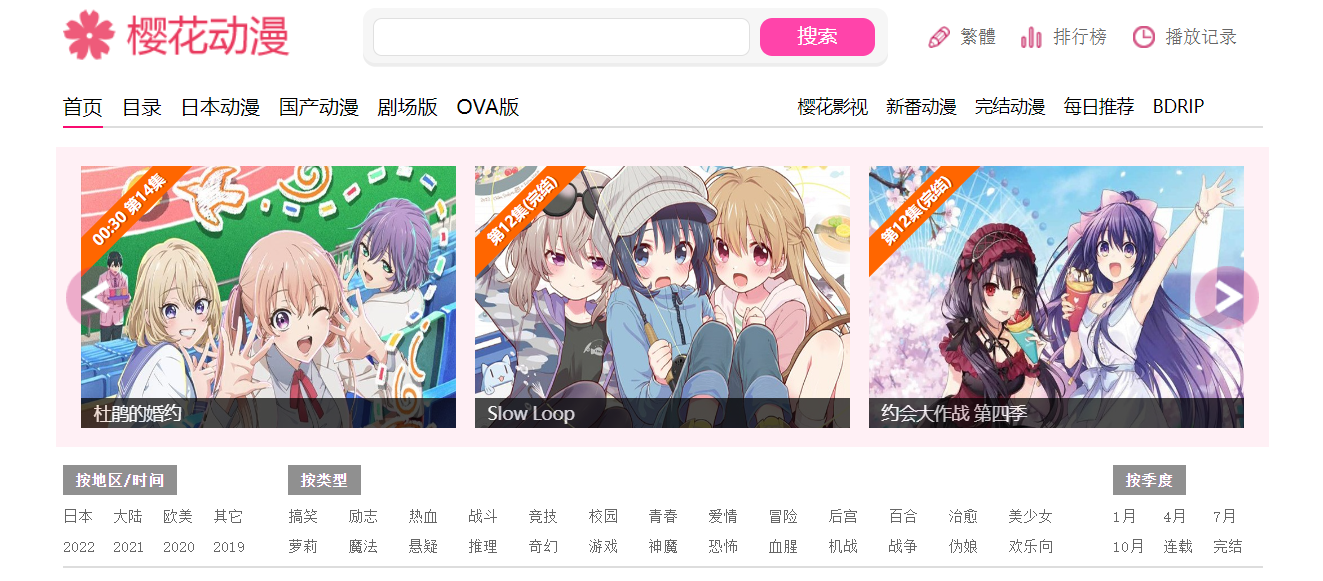 樱花动漫
搜索
繁體 排行榜 播放记录
首页 目录 日本动漫 国产动漫 剧场版 OVA版
樱花影视 新番动漫 完结动漫 每日推荐 BDRIP
00:30 第14集
杜鹃的婚约
第12集(完结)
Slow Loop
第12集(完结)
约会大作战 第四季
按地区/时间 按类型 按季度
日本 大陆 欧美 其它 搞笑 励志 热血 战斗 竞技 校园 青春 爱情 冒险 后宫 百合 治愈 美少女 1月 4月 7月
2022 2021 2020 2019 萝莉 魔法 悬疑 推理 奇幻 游戏 神魔 恐怖 血腥 机战 战争 伪娘 欢乐向 10月 连载 完结